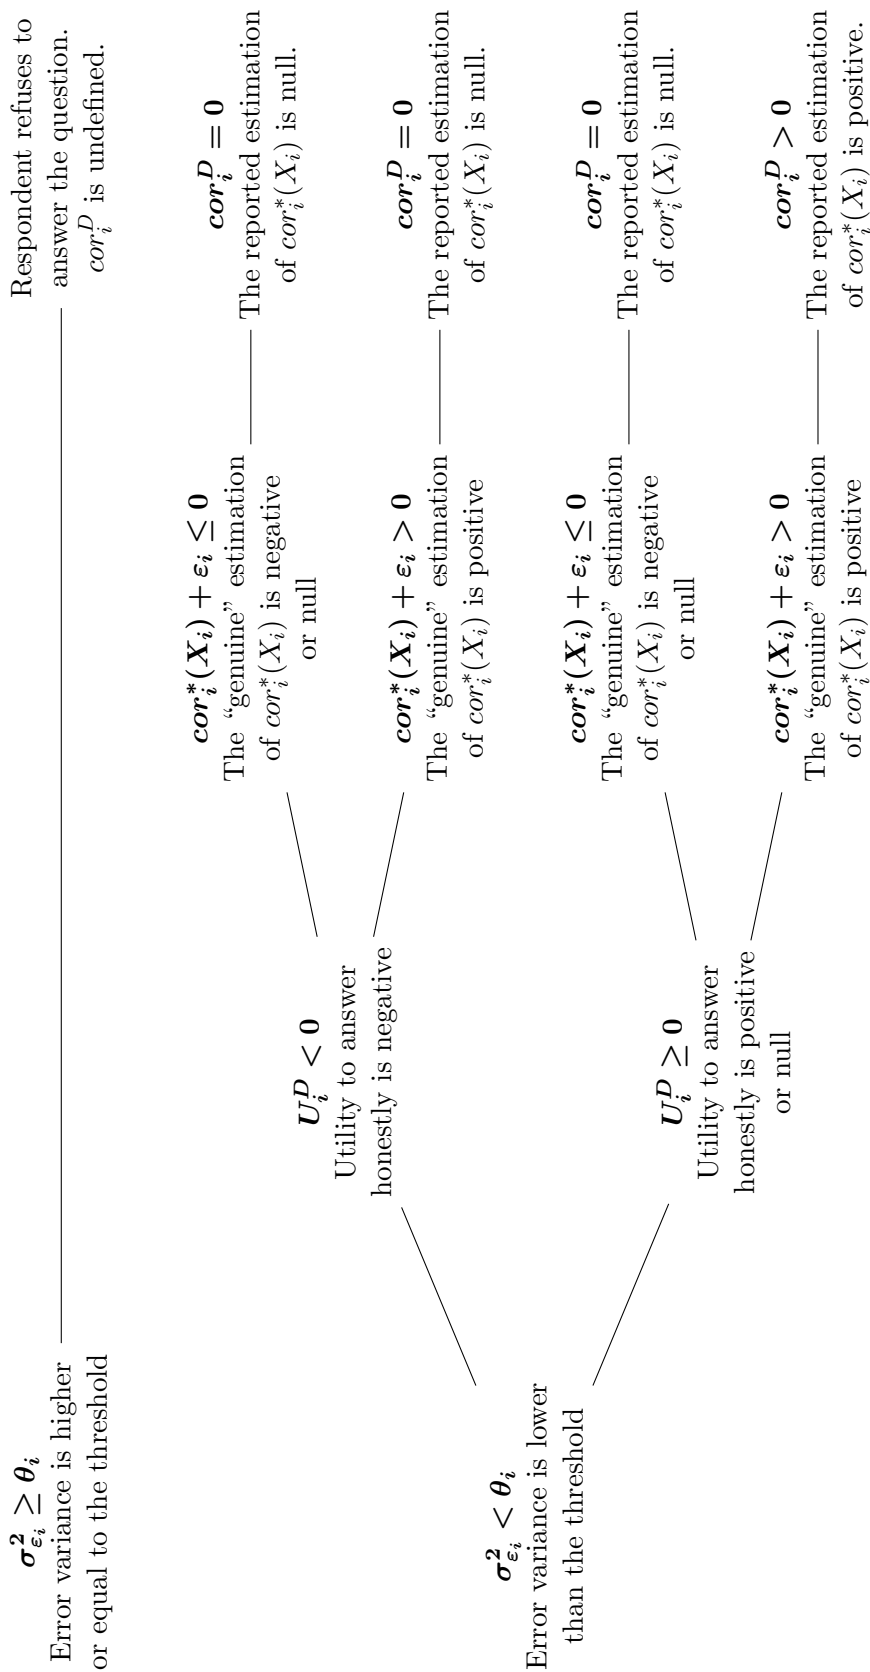 σ²_{ε_i} ≥ θ_i
Error variance is higher
or equal to the threshold
Respondent refuses to
answer the question.
cor_i^D is undefined.
σ²_{ε_i} < θ_i
Error variance is lower
than the threshold
U_i^D < 0
Utility to answer
honestly is negative
cor_i^*(X_i) + ε_i ≤ 0
The “genuine” estimation
of cor_i^*(X_i) is negative
or null
cor_i^D = 0
The reported estimation
of cor_i^*(X_i) is null.
cor_i^*(X_i) + ε_i > 0
The “genuine” estimation
of cor_i^*(X_i) is positive
cor_i^D = 0
The reported estimation
of cor_i^*(X_i) is null.
U_i^D ≥ 0
Utility to answer
honestly is positive
or null
cor_i^*(X_i) + ε_i ≤ 0
The “genuine” estimation
of cor_i^*(X_i) is negative
or null
cor_i^D = 0
The reported estimation
of cor_i^*(X_i) is null.
cor_i^*(X_i) + ε_i > 0
The “genuine” estimation
of cor_i^*(X_i) is positive
cor_i^D > 0
The reported estimation
of cor_i^*(X_i) is positive.